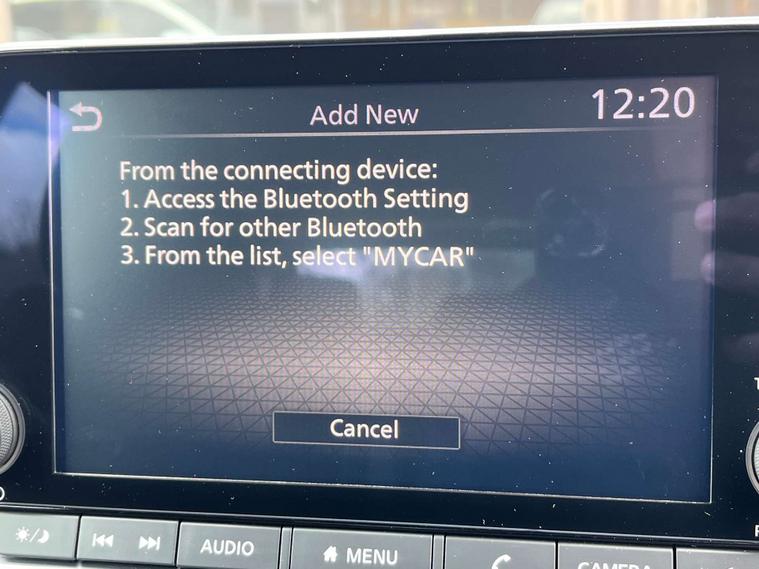 Add New
12:20
From the connecting device:
1. Access the Bluetooth Setting
2. Scan for other Bluetooth
3. From the list, select "MYCAR"
Cancel
AUDIO
MENU
CAMERA